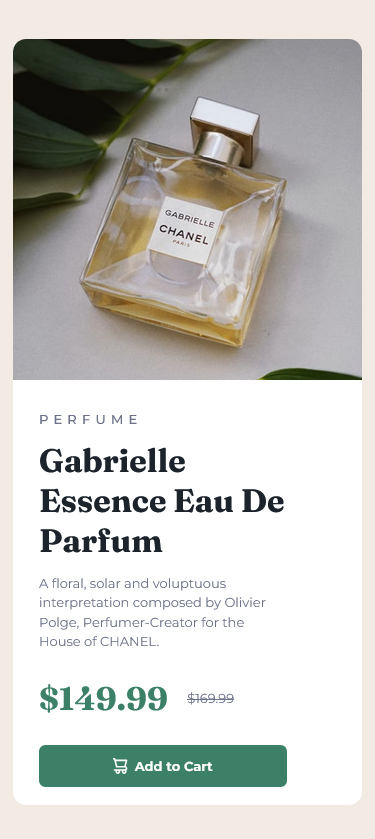 GABRIELLE
CHANEL
PARIS
PERFUME
Gabrielle
Essence Eau De
Parfum
A floral, solar and voluptuous
interpretation composed by Olivier
Polge, Perfumer-Creator for the
House of CHANEL.
$149.99 $169.99
Add to Cart